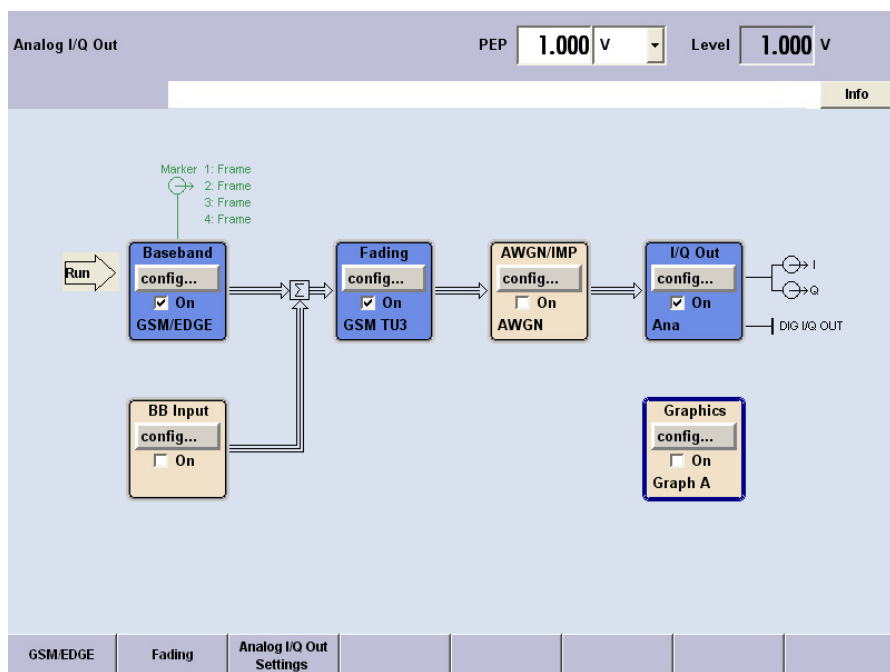 Analog I/Q Out
PEP 1.000 V Level 1.000 V
Info
Marker 1: Frame
2: Frame
3: Frame
4: Frame
Run
Baseband
config...
On
GSM/EDGE
Σ
Fading
config...
On
GSM TU3
AWGN/IMP
config...
On
AWGN
I/Q Out
config...
On
Ana
I
Q
DIG I/Q OUT
BB Input
config...
On
Graphics
config...
On
Graph A
GSM/EDGE
Fading
Analog I/Q Out
Settings